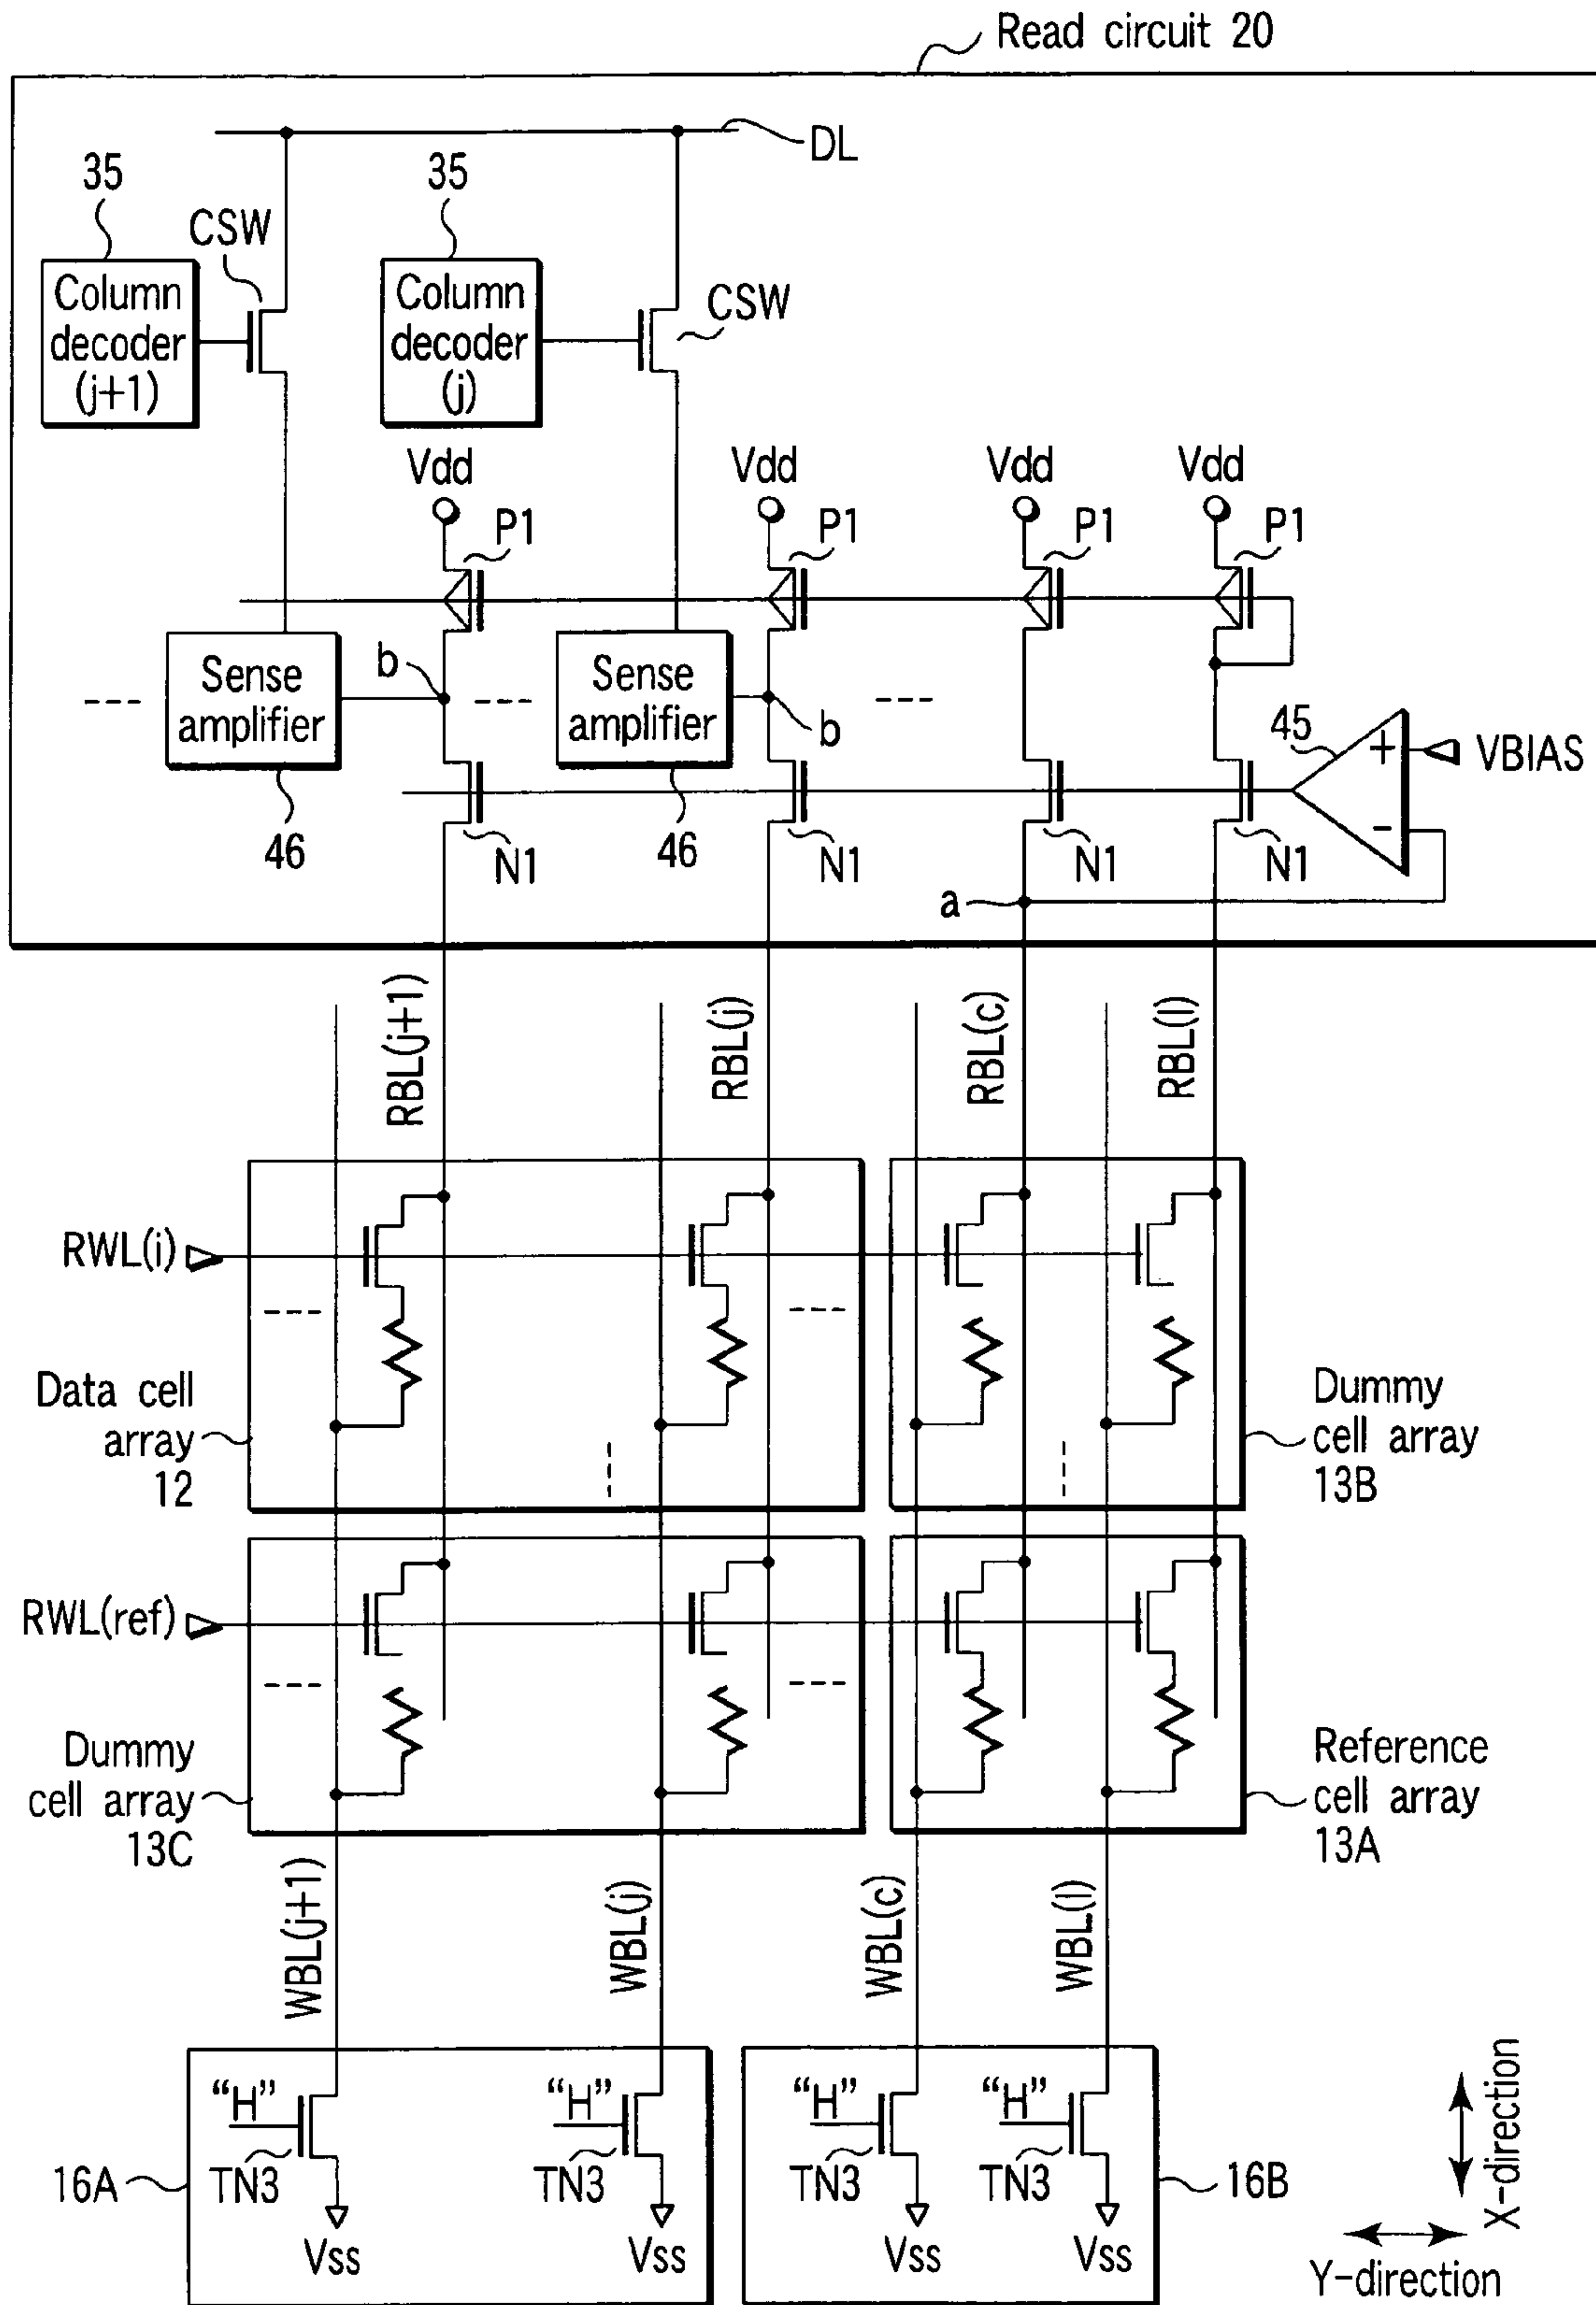 Read circuit 20
DL
35
35
CSW
CSW
Column
decoder
(j+1)
Column
decoder
(j)
Vdd
Vdd
Vdd
Vdd
P1
P1
P1
P1
b
b
Sense
amplifier
Sense
amplifier
45
+
-
VBIAS
46
46
N1
N1
N1
N1
a
RBL(j+1)
RBL(j)
RBL(c)
RBL(l)
RWL(i)
Data cell
array
12
Dummy
cell array
13B
RWL(ref)
Dummy
cell array
13C
Reference
cell array
13A
WBL(j+1)
WBL(j)
WBL(c)
WBL(l)
“H”
“H”
“H”
“H”
TN3
TN3
TN3
TN3
16A
16B
Vss
Vss
Vss
Vss
X-direction
Y-direction